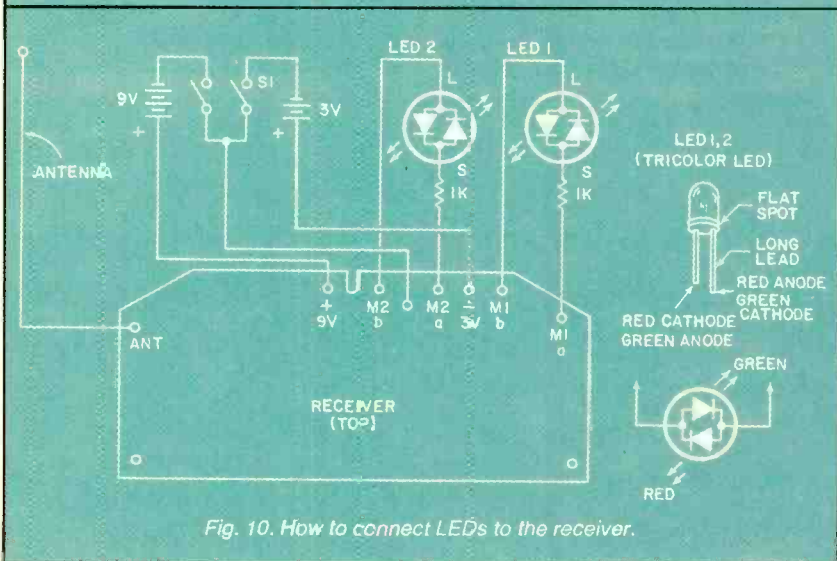 LED 2
LED 1
9V
+
S1
3V
+
L
S
1K
L
S
1K
ANTENNA
LED 1,2
(TRICOLOR LED)
FLAT
SPOT
LONG
LEAD
RED ANODE
GREEN
CATHODE
RED CATHODE
GREEN ANODE
GREEN
RED
ANT
+
9V
M2
b
M2
a
3V
M1
b
M1
a
RECEIVER
(TOP)
Fig. 10. How to connect LEDs to the receiver.